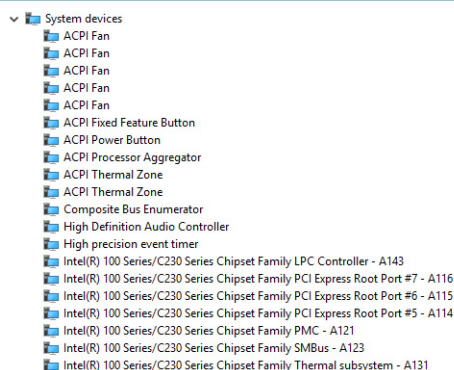 System devices
ACPI Fan
ACPI Fan
ACPI Fan
ACPI Fan
ACPI Fan
ACPI Fixed Feature Button
ACPI Power Button
ACPI Processor Aggregator
ACPI Thermal Zone
ACPI Thermal Zone
Composite Bus Enumerator
High Definition Audio Controller
High precision event timer
Intel(R) 100 Series/C230 Series Chipset Family LPC Controller - A143
Intel(R) 100 Series/C230 Series Chipset Family PCI Express Root Port #7 - A116
Intel(R) 100 Series/C230 Series Chipset Family PCI Express Root Port #6 - A115
Intel(R) 100 Series/C230 Series Chipset Family PCI Express Root Port #5 - A114
Intel(R) 100 Series/C230 Series Chipset Family PMC - A121
Intel(R) 100 Series/C230 Series Chipset Family SMBus - A123
Intel(R) 100 Series/C230 Series Chipset Family Thermal subsystem - A131